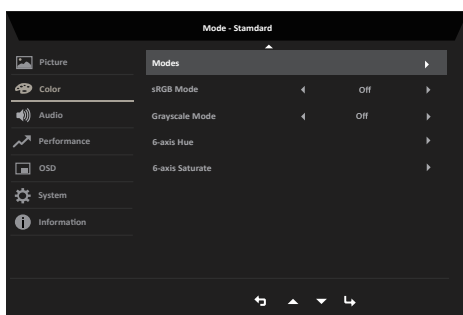 Mode - Standard
Picture
Color
Audio
Performance
OSD
System
Information
Modes
sRGB Mode Off
Grayscale Mode Off
6-axis Hue
6-axis Saturate